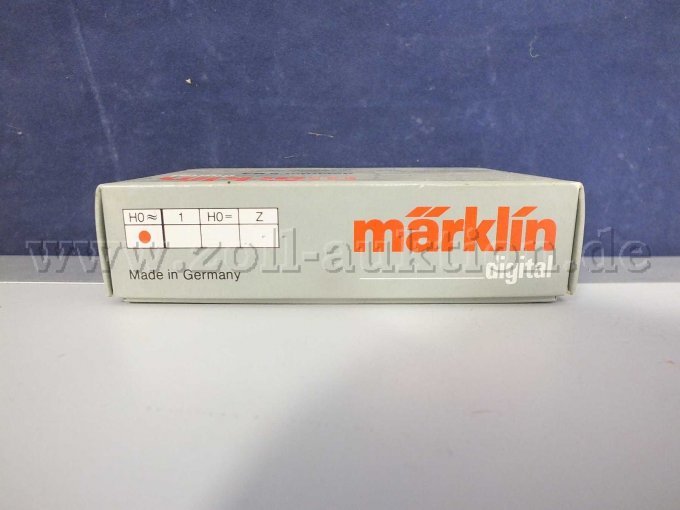 H0≈ 1 H0= Z
märklin
digital
Made in Germany
www.zoll-auktion.de